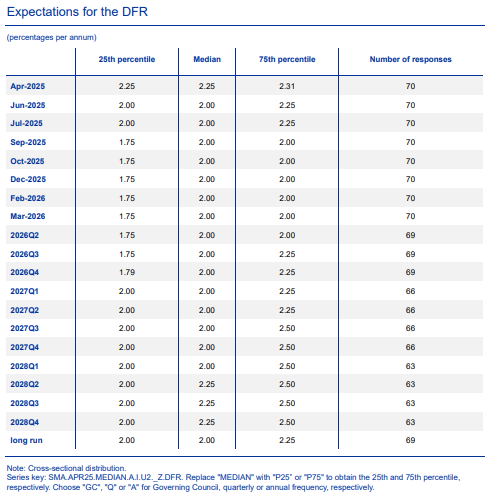 Expectations for the DFR
(percentages per annum)
25th percentile Median 75th percentile Number of responses
Apr-2025 2.25 2.25 2.31 70
Jun-2025 2.00 2.00 2.25 70
Jul-2025 2.00 2.00 2.25 70
Sep-2025 1.75 2.00 2.00 70
Oct-2025 1.75 2.00 2.00 70
Dec-2025 1.75 2.00 2.00 70
Feb-2026 1.75 2.00 2.00 70
Mar-2026 1.75 2.00 2.00 70
2026Q2 1.75 2.00 2.00 69
2026Q3 1.75 2.00 2.25 69
2026Q4 1.79 2.00 2.25 69
2027Q1 2.00 2.00 2.25 66
2027Q2 2.00 2.00 2.25 66
2027Q3 2.00 2.00 2.50 66
2027Q4 2.00 2.00 2.50 66
2028Q1 2.00 2.00 2.50 63
2028Q2 2.00 2.25 2.50 63
2028Q3 2.00 2.25 2.50 63
2028Q4 2.00 2.25 2.50 63
long run 2.00 2.00 2.25 69
Note: Cross-sectional distribution.
Series key: SMA.APR25.MEDIAN.A.I.U2._Z.DFR. Replace "MEDIAN" with "P25" or "P75" to obtain the 25th and 75th percentile,
respectively. Choose "GC", "Q" or "A" for Governing Council, quarterly or annual frequency, respectively.